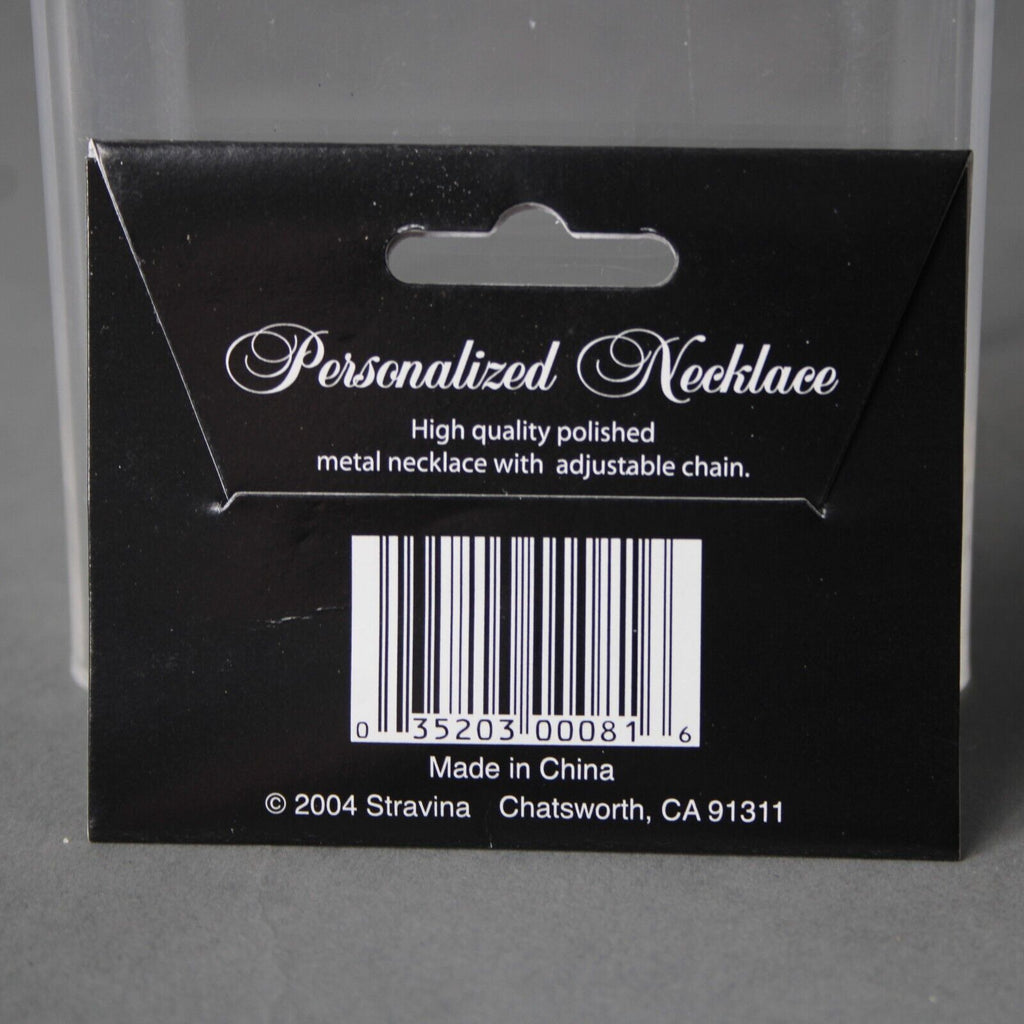 Personalized Necklace
High quality polished
metal necklace with adjustable chain.
0 35203 00081 6
Made in China
© 2004 Stravina Chatsworth, CA 91311